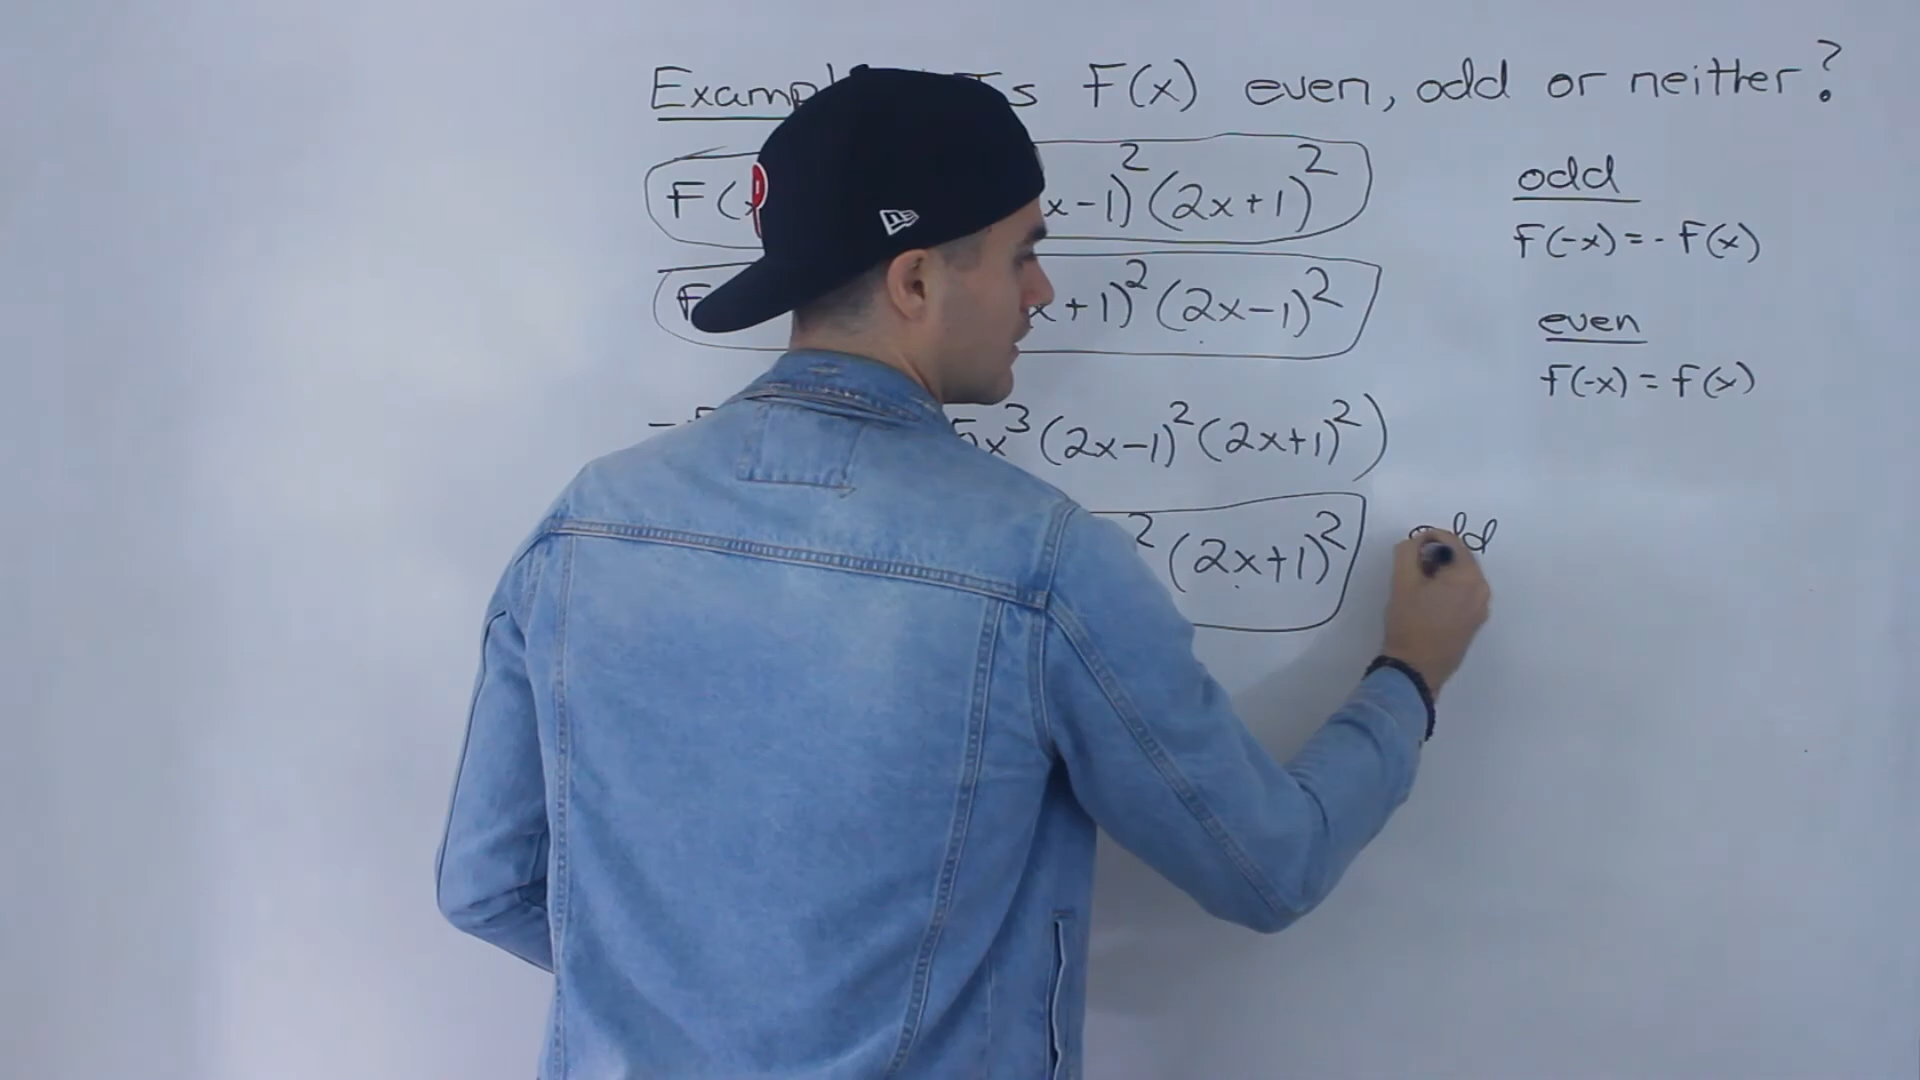 Exampl Is F(x) even, odd or neither?
F(x x-1)²(2x+1)²
F x+1)²(2x-1)²
- 5x³(2x-1)²(2x+1)²)
²(2x+1)²
odd
odd
F(-x)=-F(x)
even
f(-x)=f(x)